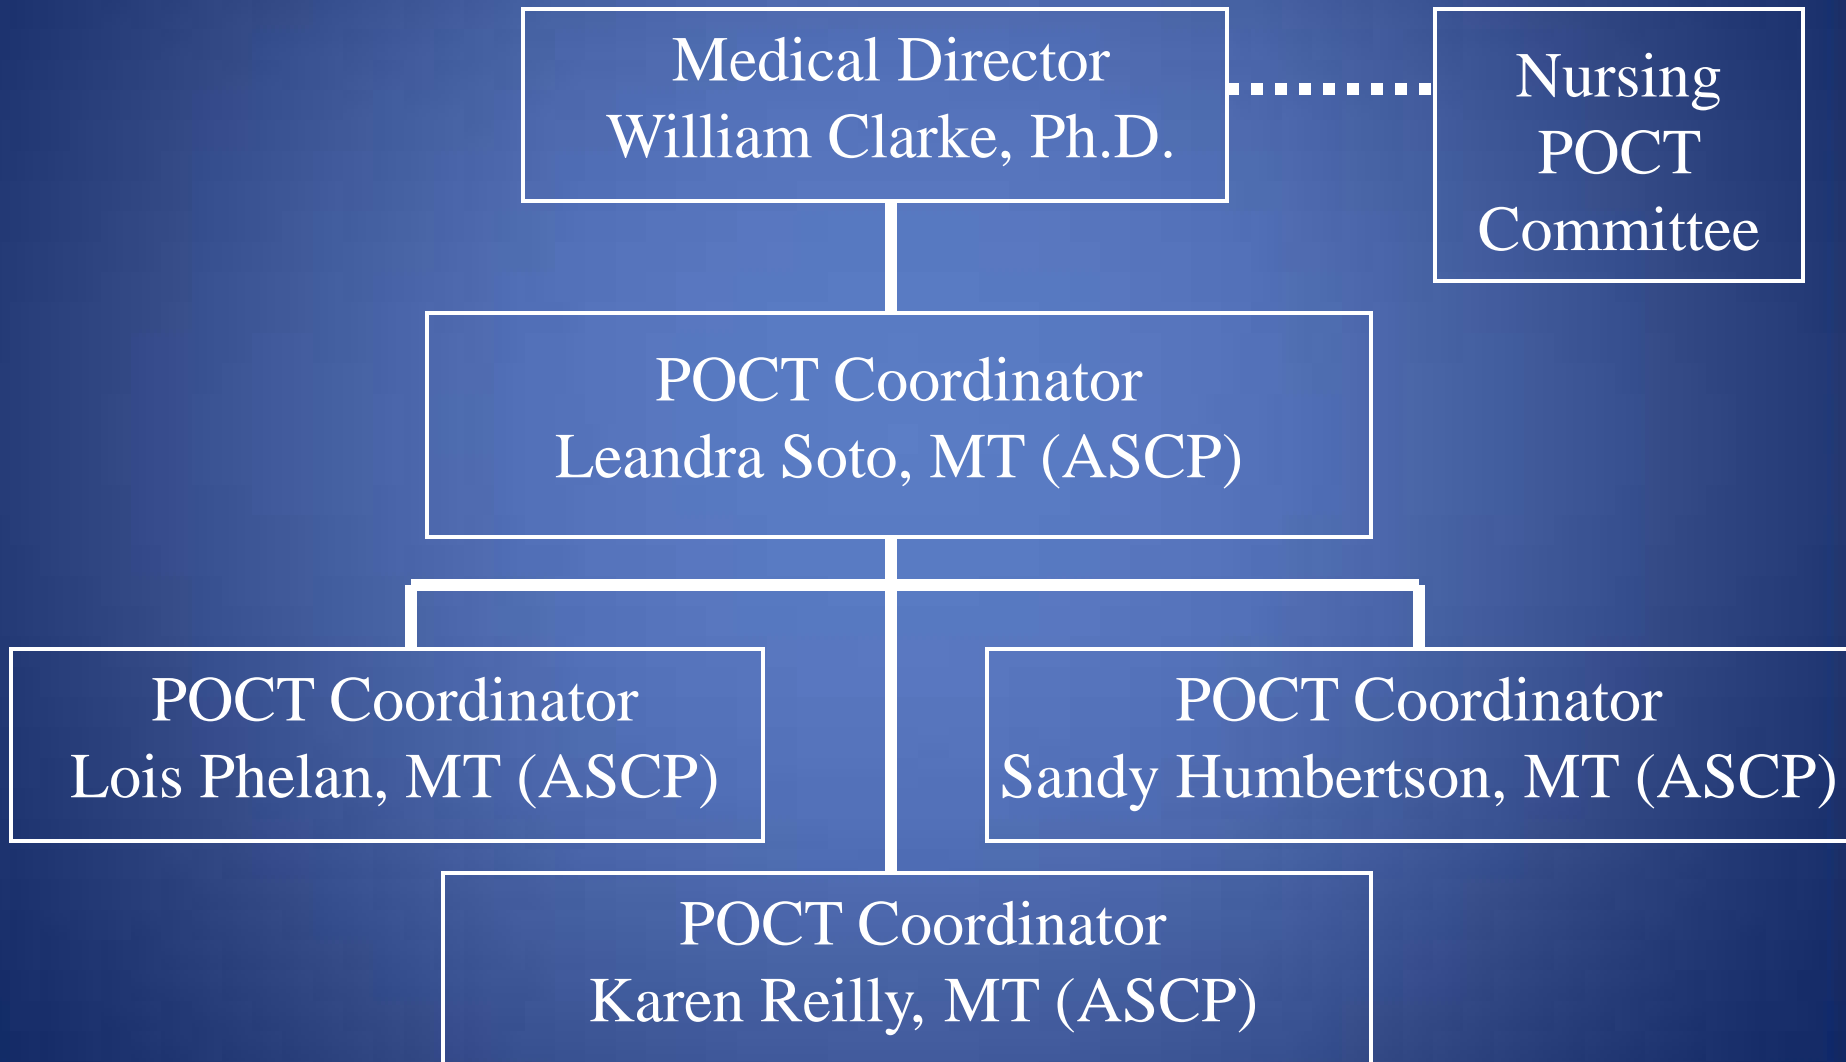 Medical Director
William Clarke, Ph.D.
Nursing
POCT
Committee
POCT Coordinator
Leandra Soto, MT (ASCP)
POCT Coordinator
Lois Phelan, MT (ASCP)
POCT Coordinator
Sandy Humbertson, MT (ASCP)
POCT Coordinator
Karen Reilly, MT (ASCP)